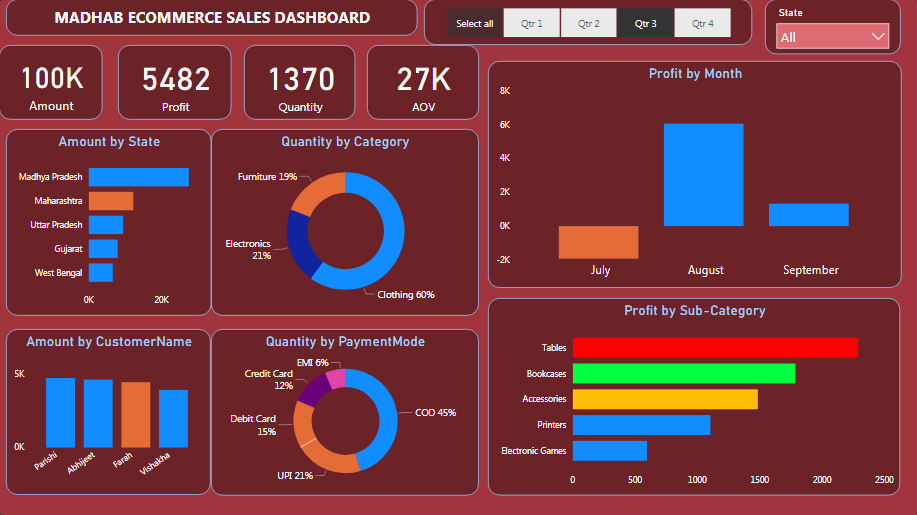 MADHAB ECOMMERCE SALES DASHBOARD
Select all
Qtr 1
Qtr 2
Qtr 3
Qtr 4
State
All
100K
Amount
5482
Profit
1370
Quantity
27K
AOV
Amount by State
Madhya Pradesh
Maharashtra
Uttar Pradesh
Gujarat
West Bengal
0K 20K
Quantity by Category
Furniture 19%
Electronics
21%
Clothing 60%
Profit by Month
8K
6K
4K
2K
0K
-2K
July August September
Amount by CustomerName
5K
0K
Parishi Abhijeet Farah Vishakha
Quantity by PaymentMode
EMI 6%
Credit Card
12%
Debit Card
15%
UPI 21%
COD 45%
Profit by Sub-Category
Tables
Bookcases
Accessories
Printers
Electronic Games
0 500 1000 1500 2000 2500